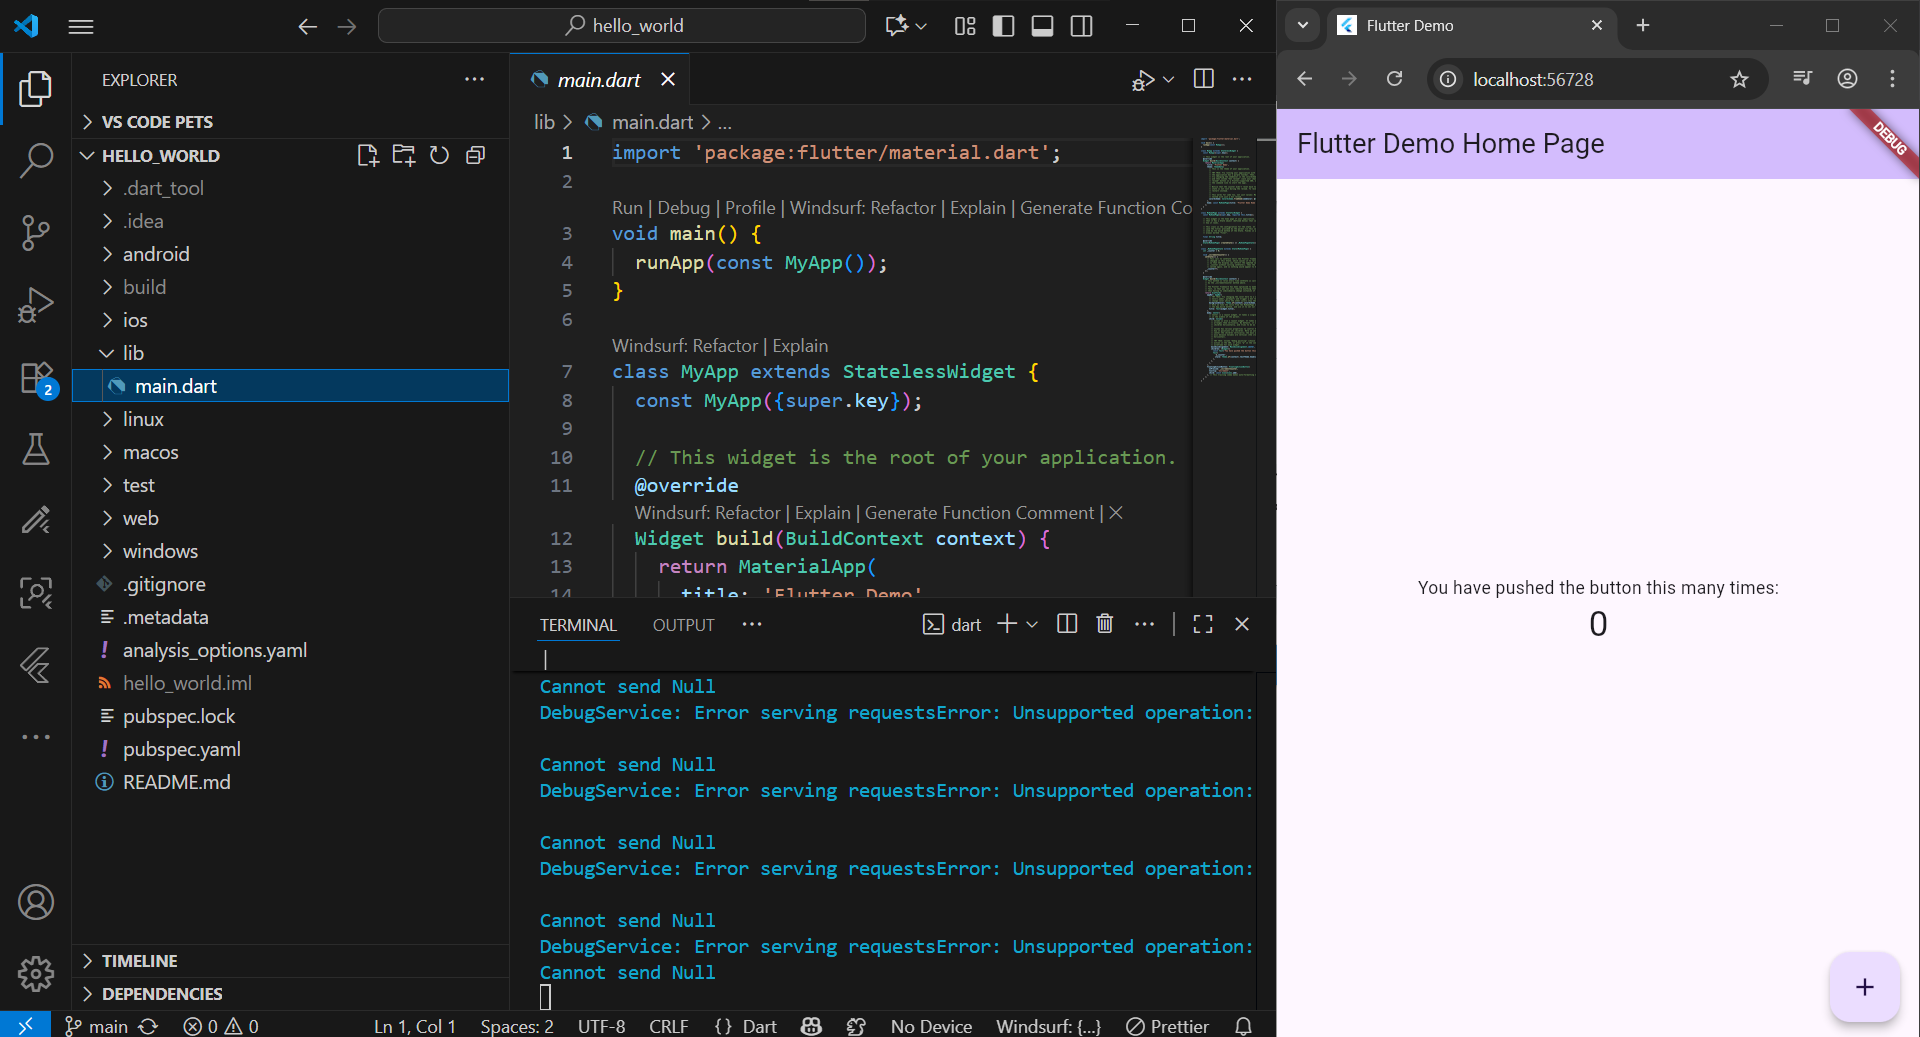 hello_world
EXPLORER
VS CODE PETS
HELLO_WORLD
.dart_tool
.idea
android
build
ios
lib
main.dart
linux
macos
test
web
windows
.gitignore
.metadata
analysis_options.yaml
hello_world.iml
pubspec.lock
pubspec.yaml
README.md
TIMELINE
DEPENDENCIES
2
main.dart
lib > main.dart > ...
1 import 'package:flutter/material.dart';
2
Run | Debug | Profile | Windsurf: Refactor | Explain | Generate Function Co
3 void main() {
4 runApp(const MyApp());
5 }
6
Windsurf: Refactor | Explain
7 class MyApp extends StatelessWidget {
8 const MyApp({super.key});
9
10 // This widget is the root of your application.
11 @override
Windsurf: Refactor | Explain | Generate Function Comment | ×
12 Widget build(BuildContext context) {
13 return MaterialApp(
14 title: 'Flutter Demo'
TERMINAL OUTPUT ... dart
Cannot send Null
DebugService: Error serving requestsError: Unsupported operation:
Cannot send Null
DebugService: Error serving requestsError: Unsupported operation:
Cannot send Null
DebugService: Error serving requestsError: Unsupported operation:
Cannot send Null
DebugService: Error serving requestsError: Unsupported operation:
Cannot send Null
main 0 0 Ln 1, Col 1 Spaces: 2 UTF-8 CRLF {} Dart No Device Windsurf: {...} Prettier
Flutter Demo
localhost:56728
Flutter Demo Home Page
DEBUG
You have pushed the button this many times:
0
+